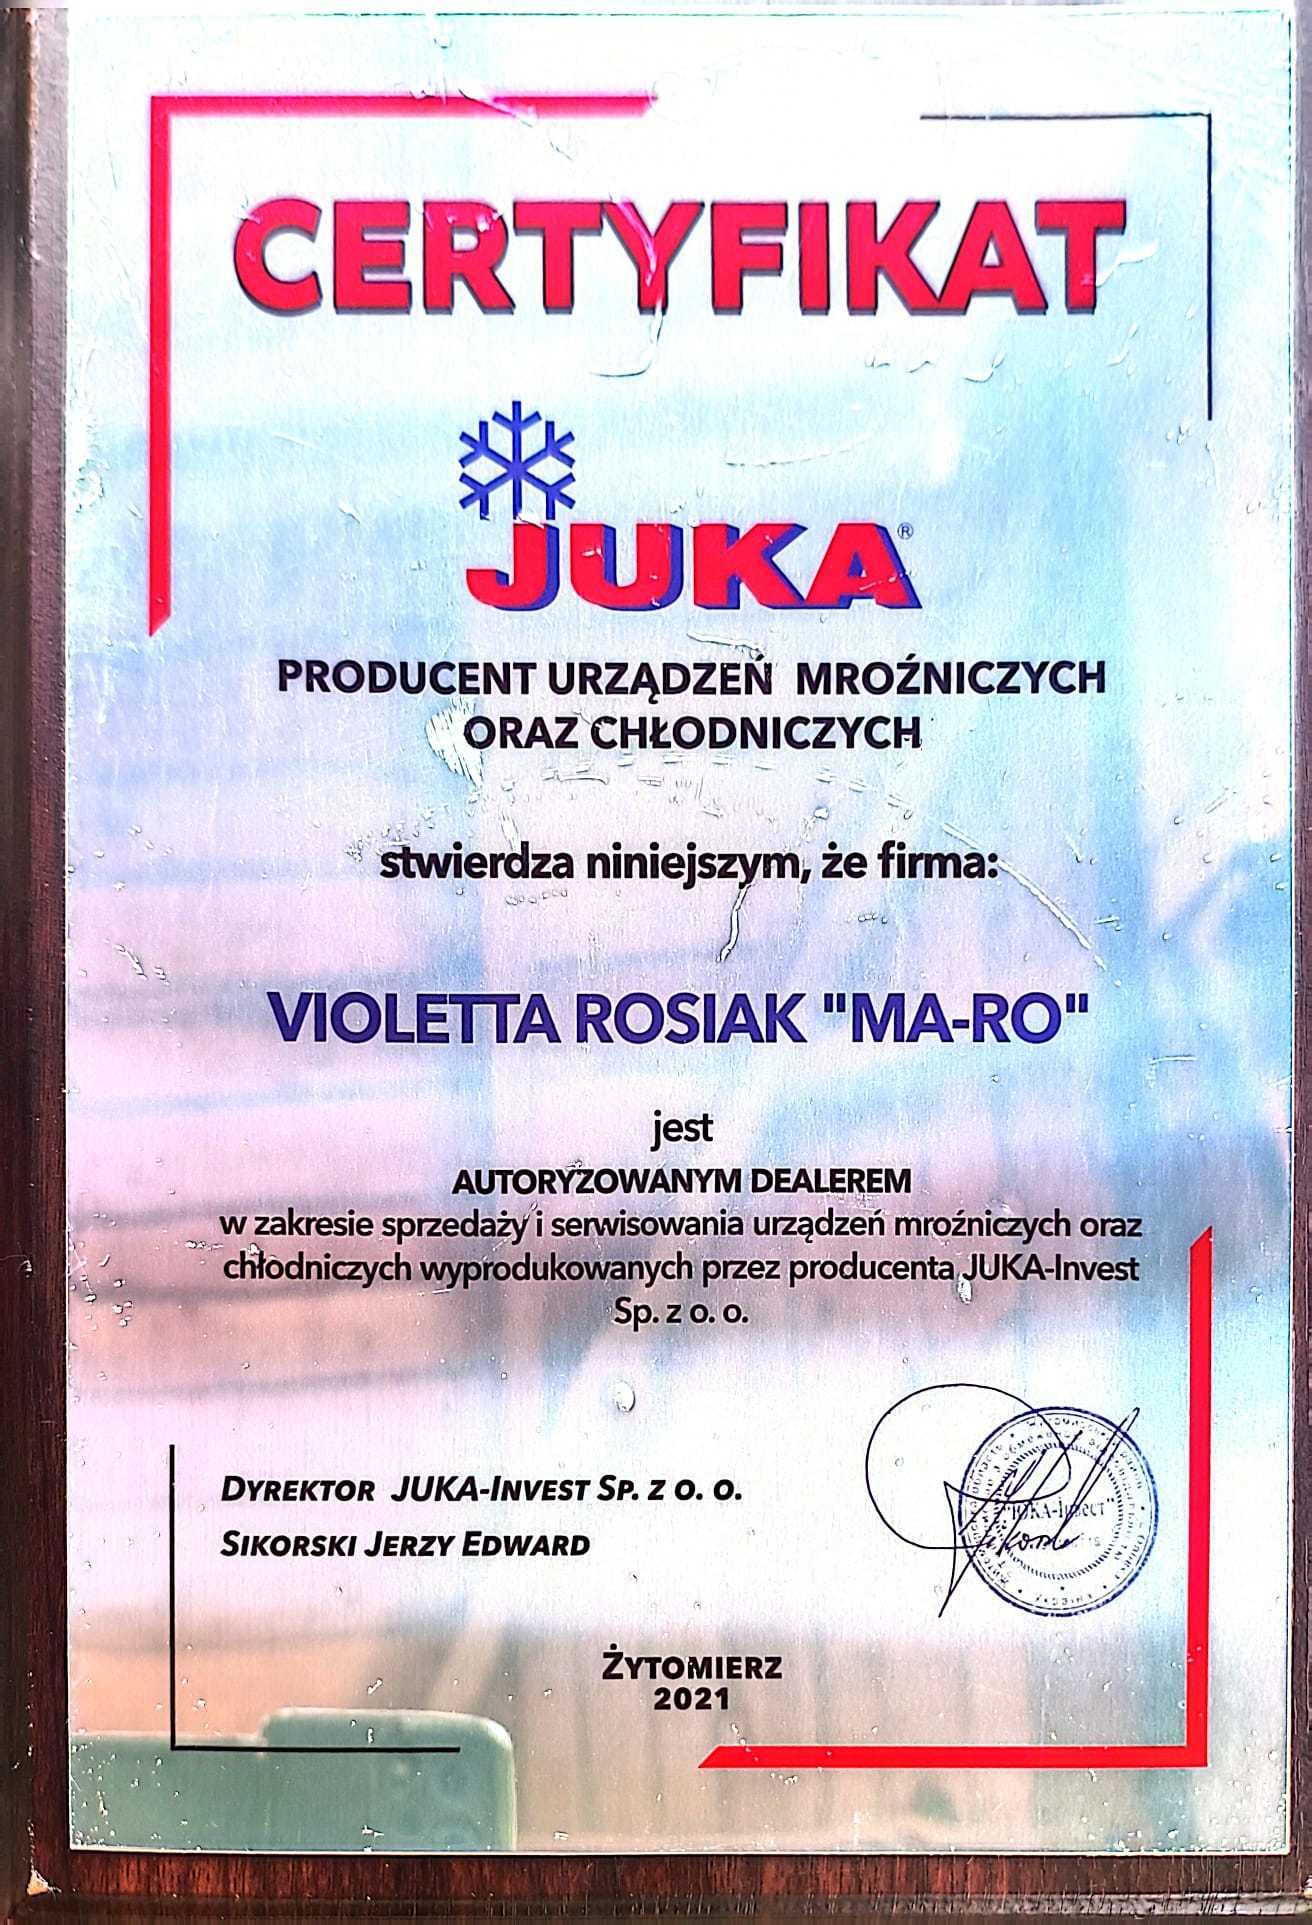 CERTYFIKAT
JUKA®
PRODUCENT URZĄDZEŃ MROŹNICZYCH
ORAZ CHŁODNICZYCH
stwierdza niniejszym, że firma:
VIOLETTA ROSIAK "MA-RO"
jest
AUTORYZOWANYM DEALEREM
w zakresie sprzedaży i serwisowania urządzeń mroźniczych oraz
chłodniczych wyprodukowanych przez producenta JUKA-Invest
Sp. z o. o.
DYREKTOR JUKA-INVEST SP. Z O. O.
SIKORSKI JERZY EDWARD
"ЮКА-Інвест"
ŻYTOMIERZ
2021